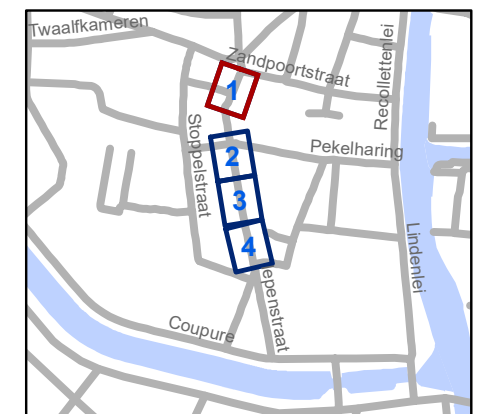 Twaalfkameren
Zandpoortstraat
Recollettenlei
1
Stoppelstraat
2
Pekelharing
3
4
Lindenlei
epenstraat
Coupure